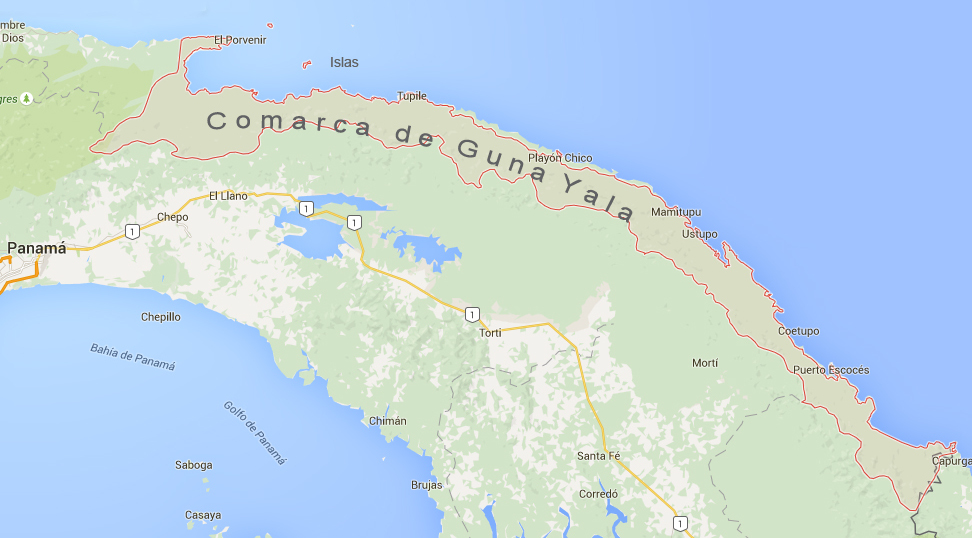 mbre
Dios
El Porvenir
Islas
gres
Tupile
Comarca de Guna Yala
Playón Chico
El Llano
Mamitupu
1
1
Chepo
1
Ustupo
Panamá
Chepillo
1
Torti
Coetupo
Bahía de Panamá
Mortí
Puerto Escocés
Golfo de Panamá
Chimán
Santa Fé
Capurga
Saboga
Brujas
Corredó
Casaya
1